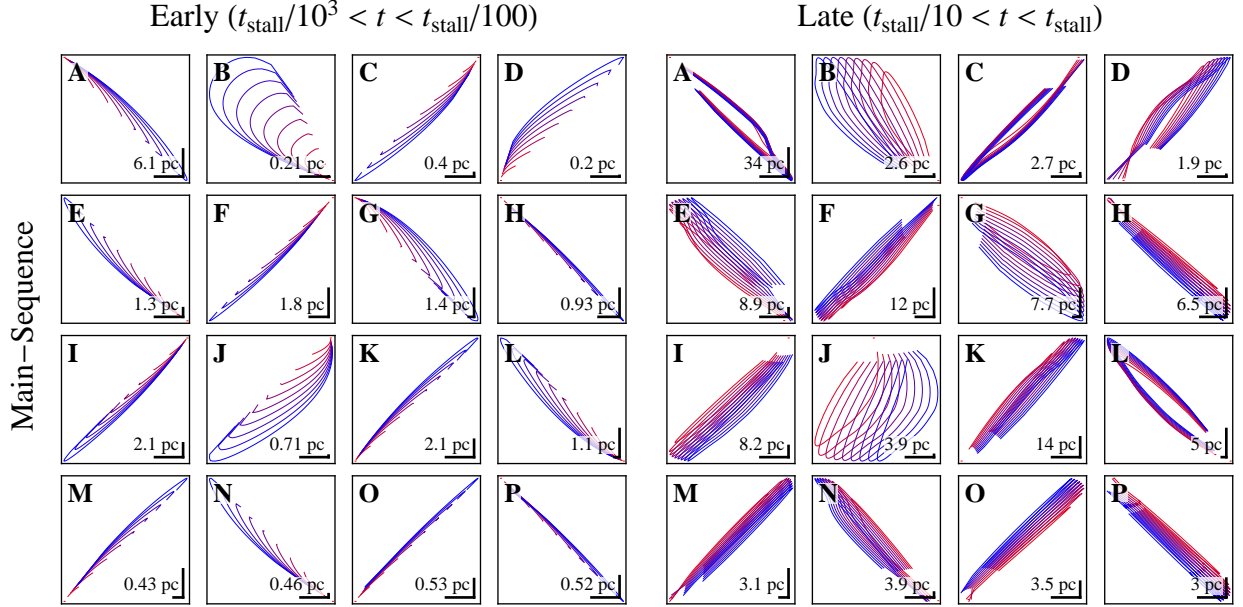 Early (t_stall/10^3 < t < t_stall/100)
Late (t_stall/10 < t < t_stall)
Main−Sequence
A 6.1 pc
B 0.21 pc
C 0.4 pc
D 0.2 pc
A 34 pc
B 2.6 pc
C 2.7 pc
D 1.9 pc
E 1.3 pc
F 1.8 pc
G 1.4 pc
H 0.93 pc
E 8.9 pc
F 12 pc
G 7.7 pc
H 6.5 pc
I 2.1 pc
J 0.71 pc
K 2.1 pc
L 1.1 pc
I 8.2 pc
J 3.9 pc
K 14 pc
L 5 pc
M 0.43 pc
N 0.46 pc
O 0.53 pc
P 0.52 pc
M 3.1 pc
N 3.9 pc
O 3.5 pc
P 3 pc